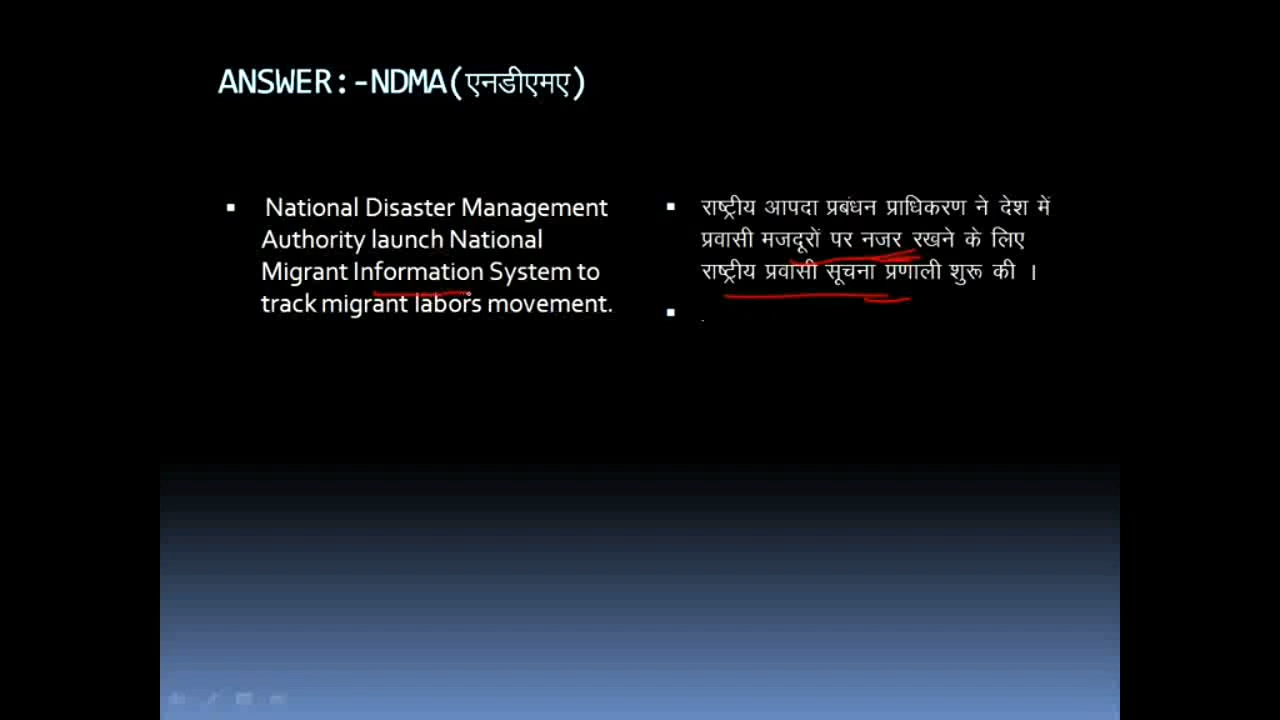 ANSWER:-NDMA(एनडीएमए)
National Disaster Management
Authority launch National
Migrant Information System to
track migrant labors movement.
राष्ट्रीय आपदा प्रबंधन प्राधिकरण ने देश में
प्रवासी मजदूरों पर नजर रखने के लिए
राष्ट्रीय प्रवासी सूचना प्रणाली शुरू की ।